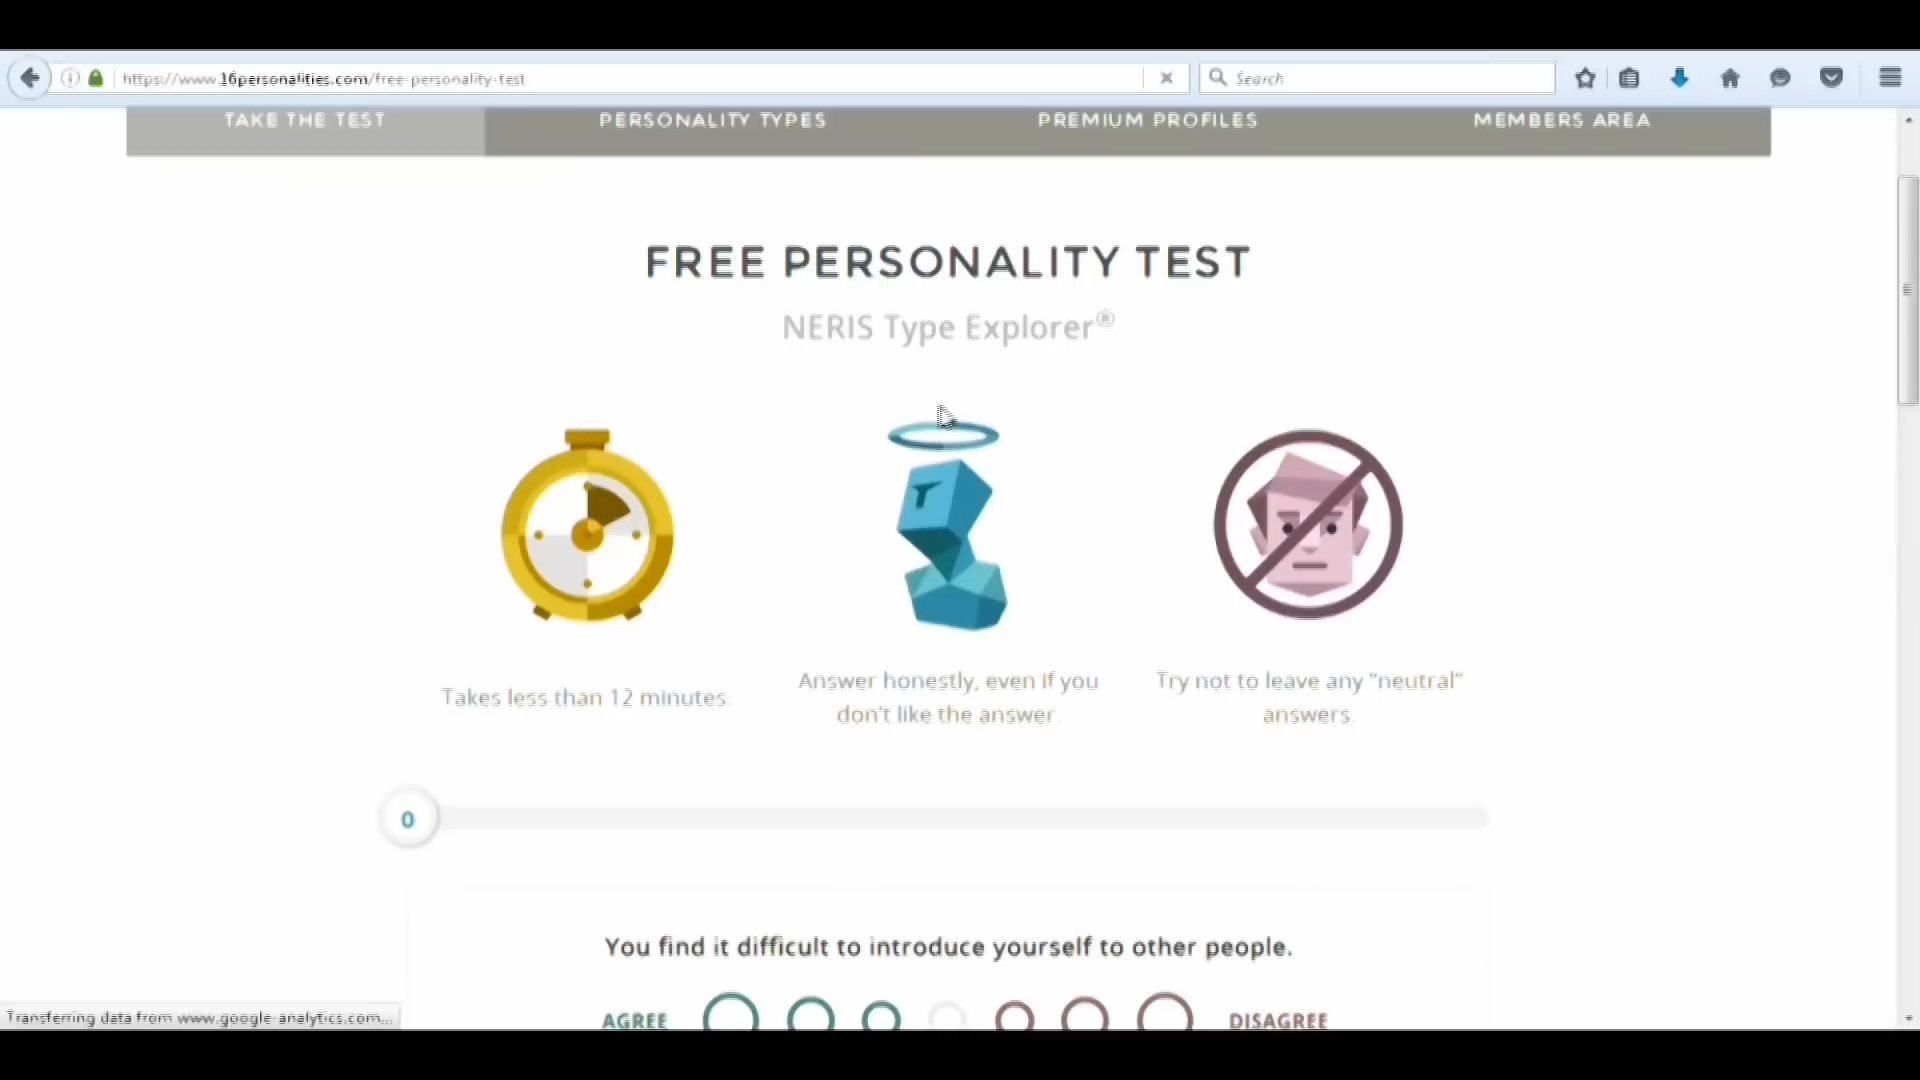 https://www.16personalities.com/free-personality-test
Search
TAKE THE TEST
PERSONALITY TYPES
PREMIUM PROFILES
MEMBERS AREA
FREE PERSONALITY TEST
NERIS Type Explorer®
Takes less than 12 minutes.
Answer honestly, even if you
don't like the answer.
Try not to leave any "neutral"
answers.
0
You find it difficult to introduce yourself to other people.
AGREE
DISAGREE
Transferring data from www.google-analytics.com...